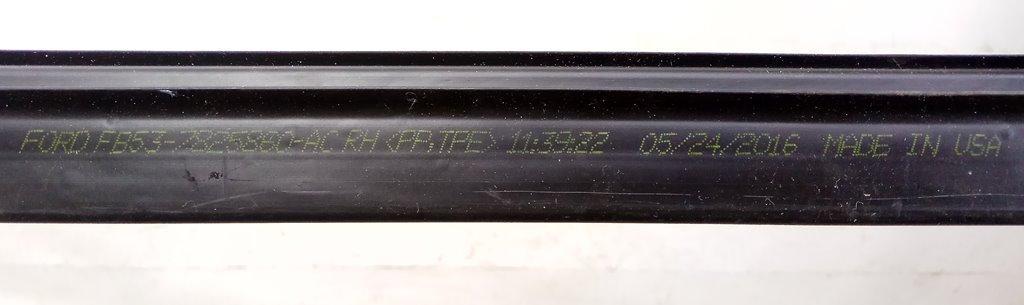 FORD FB53-7825880-AC RH <PP,TPE> 11:39:22 05/24/2016 MADE IN USA